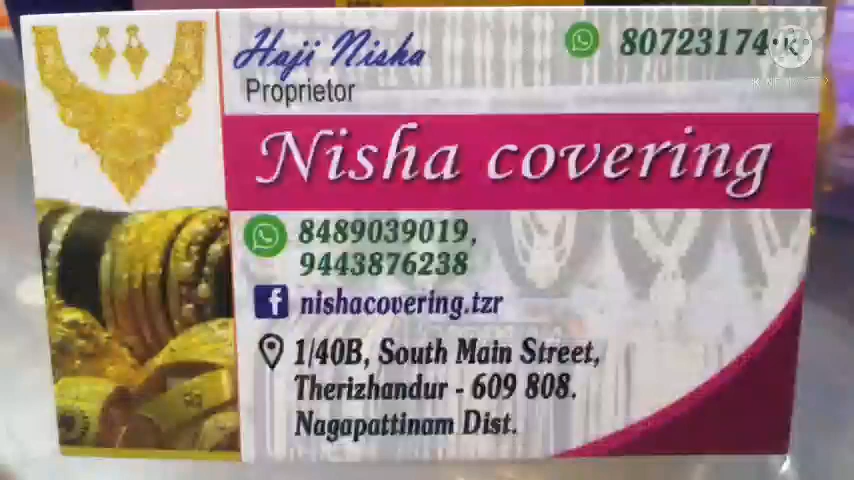 Haji Nisha
Proprietor
80723174
Nisha covering
8489039019,
9443876238
nishacovering.tzr
1/40B, South Main Street,
Therizhandur - 609 808.
Nagapattinam Dist.